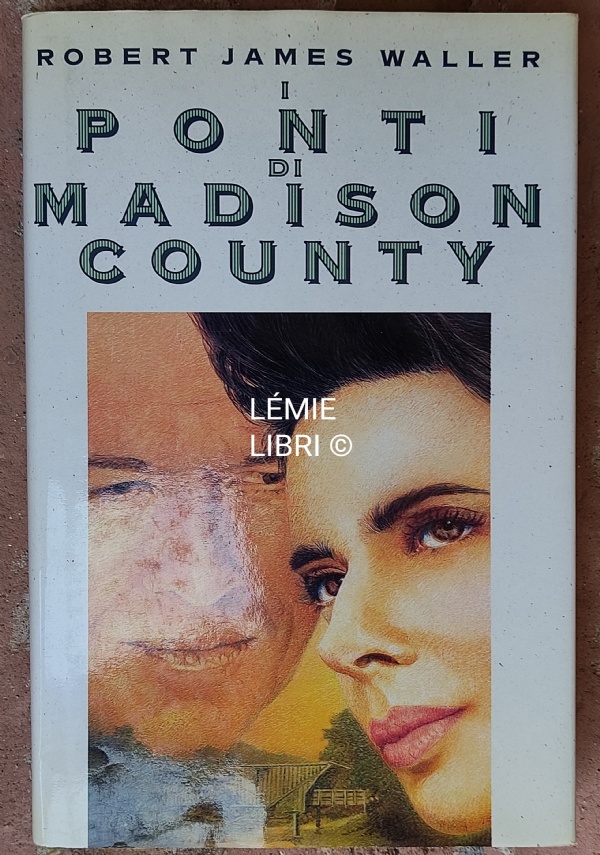 ROBERT JAMES WALLER
I
PONTI
DI
MADISON
COUNTY
LÉMIE
LIBRI ©